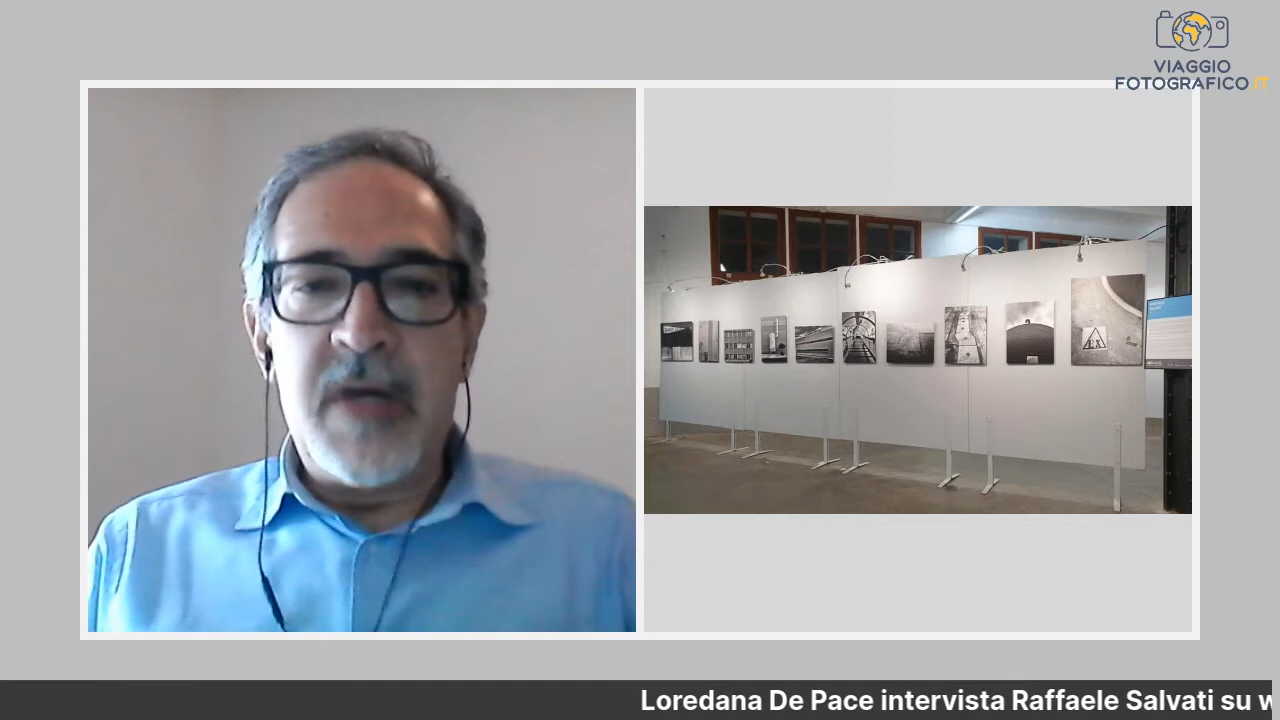 VIAGGIO
FOTOGRAFICO.IT
Loredana De Pace intervista Raffaele Salvati su w